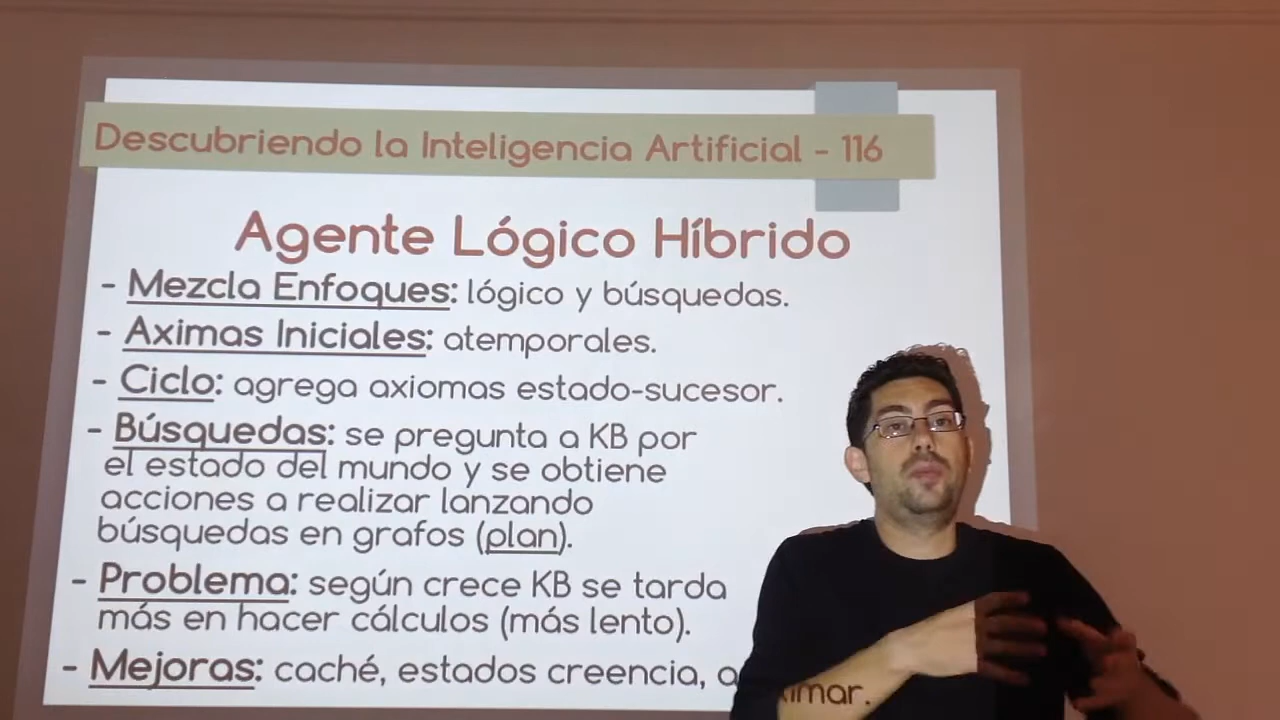 Descubriendo la Inteligencia Artificial - 116
Agente Lógico Híbrido
- Mezcla Enfoques: lógico y búsquedas.
- Aximas Iniciales: atemporales.
- Ciclo: agrega axiomas estado-sucesor.
- Búsquedas: se pregunta a KB por
el estado del mundo y se obtiene
acciones a realizar lanzando
búsquedas en grafos (plan).
- Problema: según crece KB se tarda
más en hacer cálculos (más lento).
- Mejoras: caché, estados creencia,